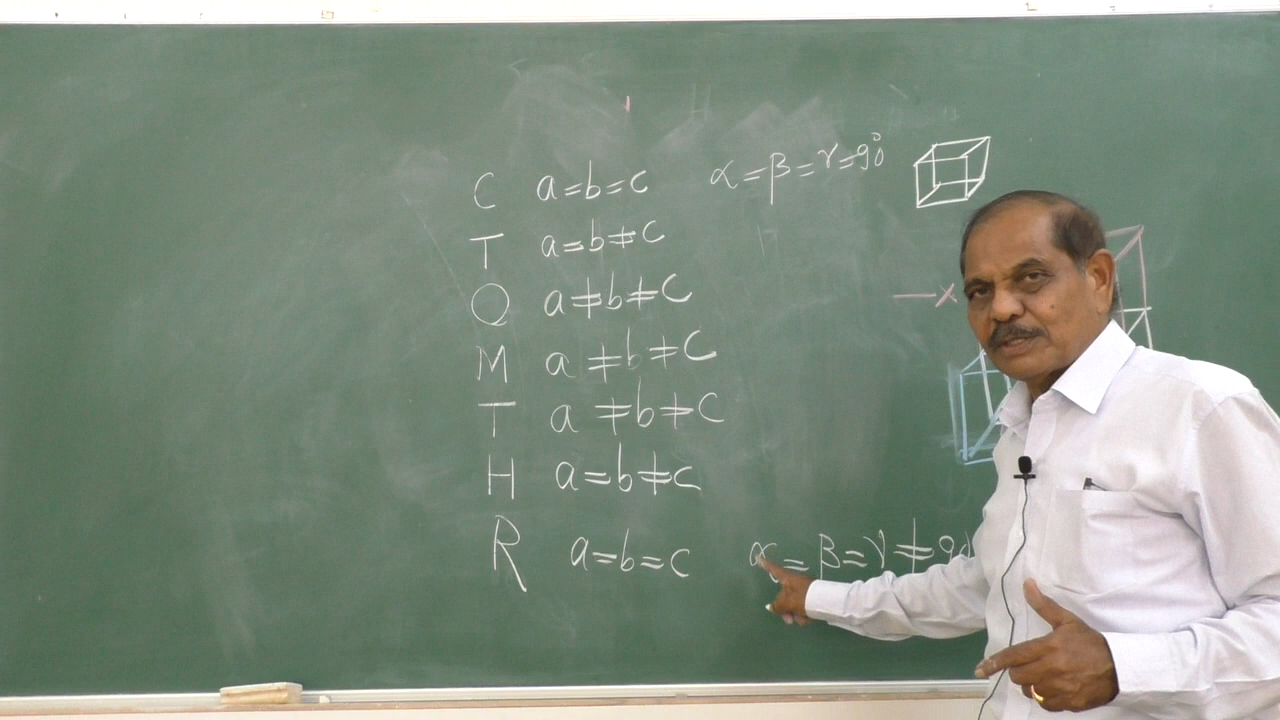 C a=b=c α=β=γ=90°
T a=b≠c
O a≠b≠c
—x
M a≠b≠c
T a≠b≠c
H a=b≠c
R a=b=c α=β=γ≠90